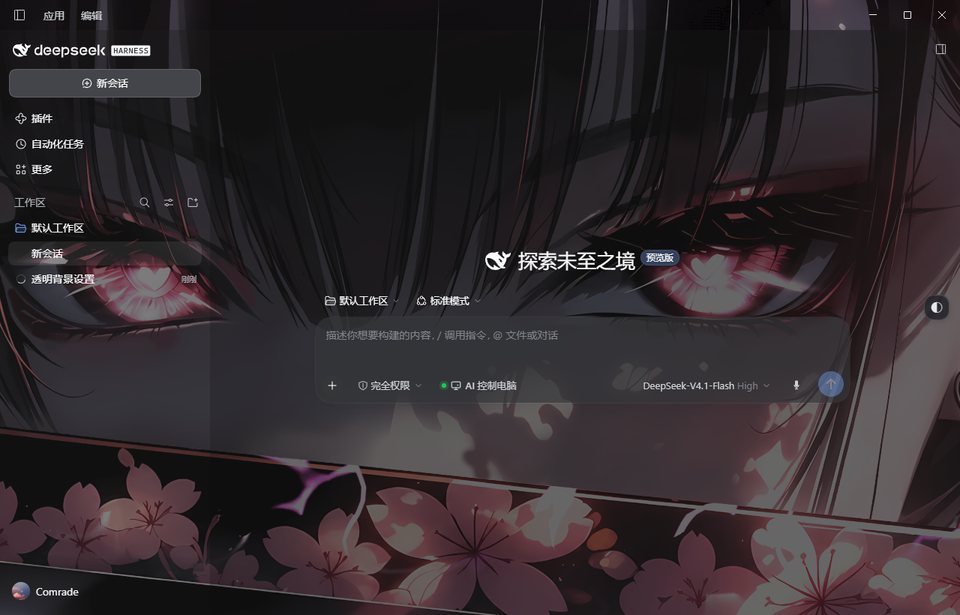 应用 编辑
deepseek HARNESS
新会话
插件
自动化任务
更多
工作区
默认工作区
新会话
透明背景设置 刚刚
探索未至之境 预览版
默认工作区 标准模式
描述你想要构建的内容, / 调用指令, @ 文件或对话
完全权限 AI 控制电脑 DeepSeek-V4.1-Flash High
Comrade